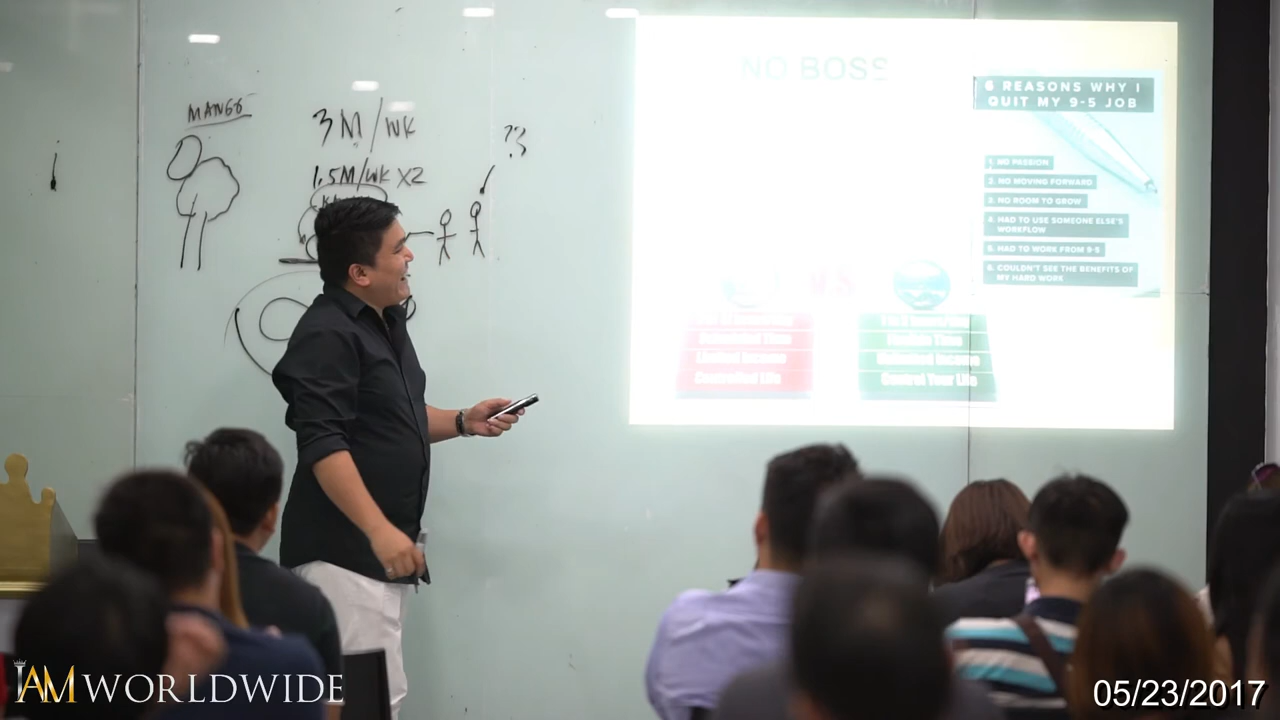 MANGO
3M/WK
1.5M/WK X2
??
NO BOSS
6 REASONS WHY I
QUIT MY 9-5 JOB
1. NO PASSION
2. NO MOVING FORWARD
3. NO ROOM TO GROW
4. HAD TO USE SOMEONE ELSE'S
WORKFLOW
5. HAD TO WORK FROM 9-5
6. COULDN'T SEE THE BENEFITS OF
MY HARD WORK
Limited Income
Controlled Life
Control Your Life
IAM WORLDWIDE
05/23/2017